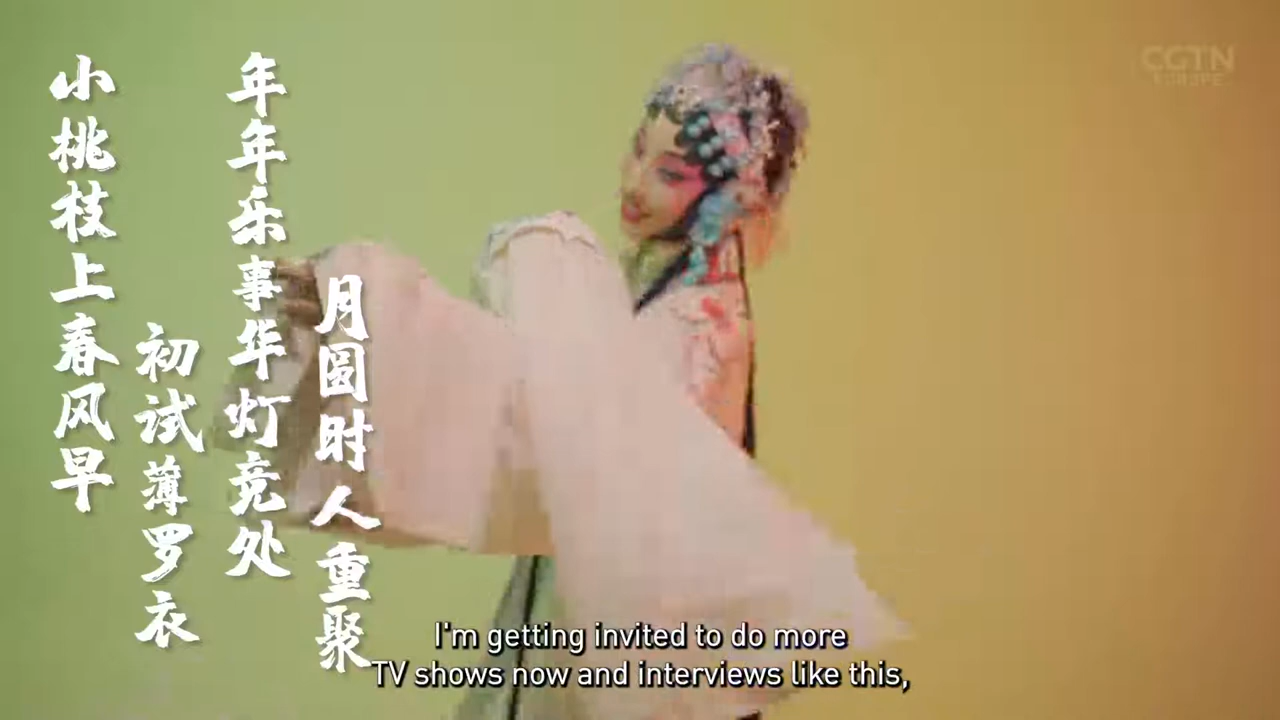 小桃枝上春风早
初试薄罗衣
年年乐事华灯竞处
月圆时人重聚
CGTN
EUROPE
I'm getting invited to do more
TV shows now and interviews like this,